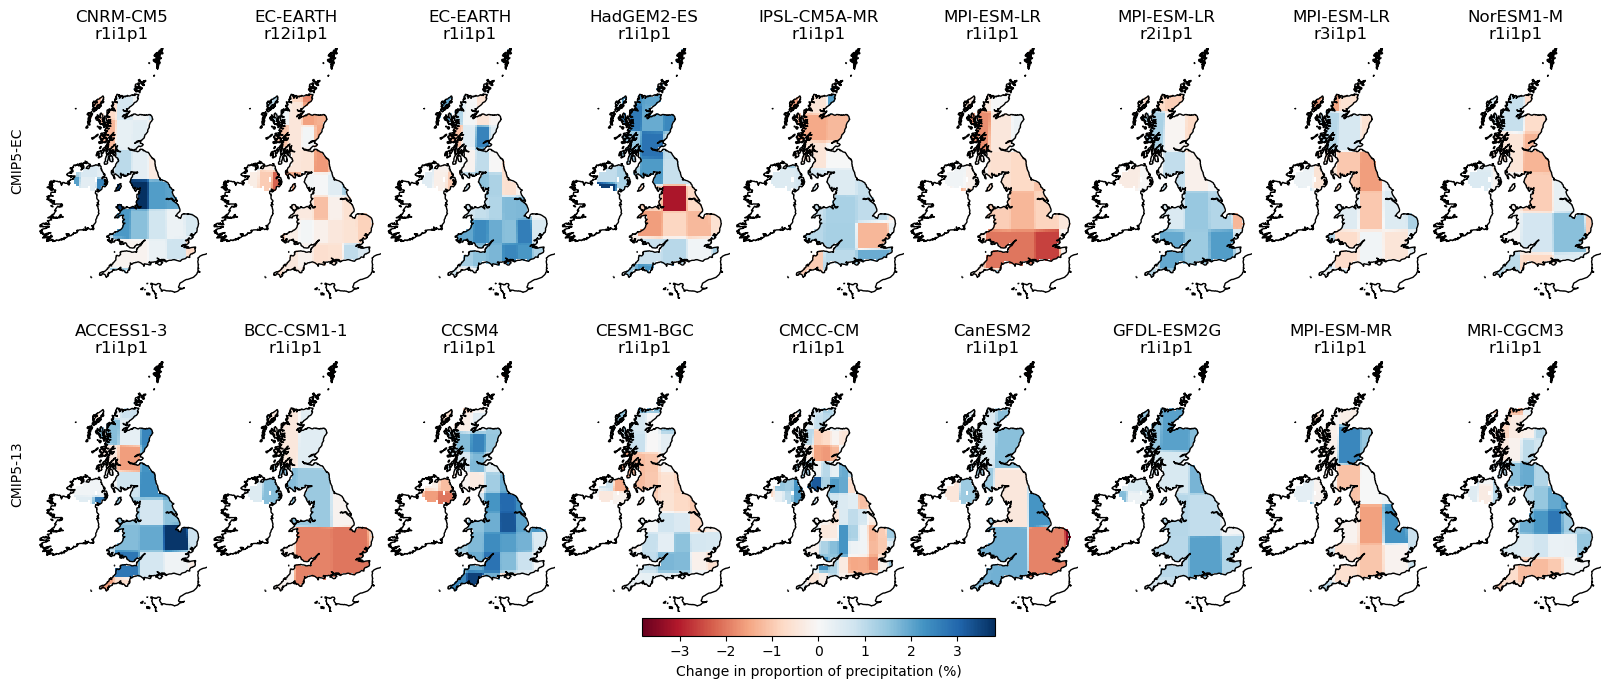 CNRM-CM5
r1i1p1
EC-EARTH
r12i1p1
EC-EARTH
r1i1p1
HadGEM2-ES
r1i1p1
IPSL-CM5A-MR
r1i1p1
MPI-ESM-LR
r1i1p1
MPI-ESM-LR
r2i1p1
MPI-ESM-LR
r3i1p1
NorESM1-M
r1i1p1
CMIP5-EC
ACCESS1-3
r1i1p1
BCC-CSM1-1
r1i1p1
CCSM4
r1i1p1
CESM1-BGC
r1i1p1
CMCC-CM
r1i1p1
CanESM2
r1i1p1
GFDL-ESM2G
r1i1p1
MPI-ESM-MR
r1i1p1
MRI-CGCM3
r1i1p1
CMIP5-13
−3 −2 −1 0 1 2 3
Change in proportion of precipitation (%)